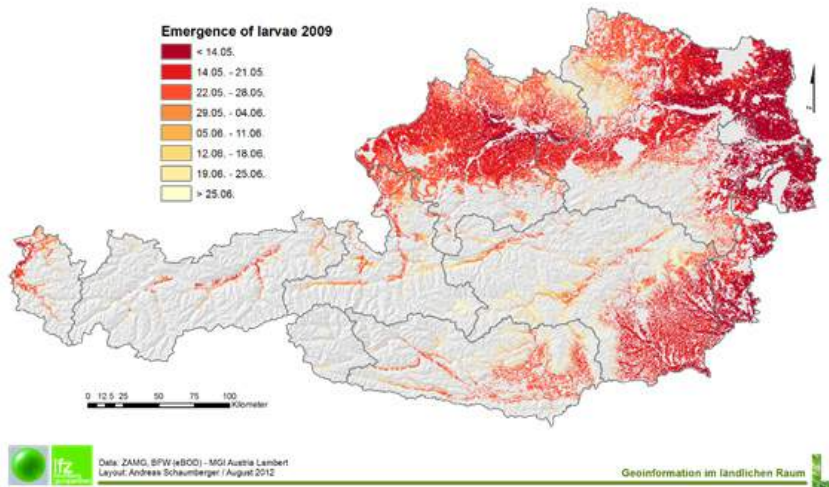 Emergence of larvae 2009
< 14.05.
14.05. - 21.05.
22.05. - 28.05.
29.05. - 04.06.
05.06. - 11.06.
12.06. - 18.06.
19.06. - 25.06.
> 25.06.
0 12.5 25 50 75 100
Kilometer
lfz
Data: ZAMG, BFW (eBOD) - MGI Austria Lambert
Layout: Andreas Schaumberger / August 2012
Geoinformation im ländlichen Raum